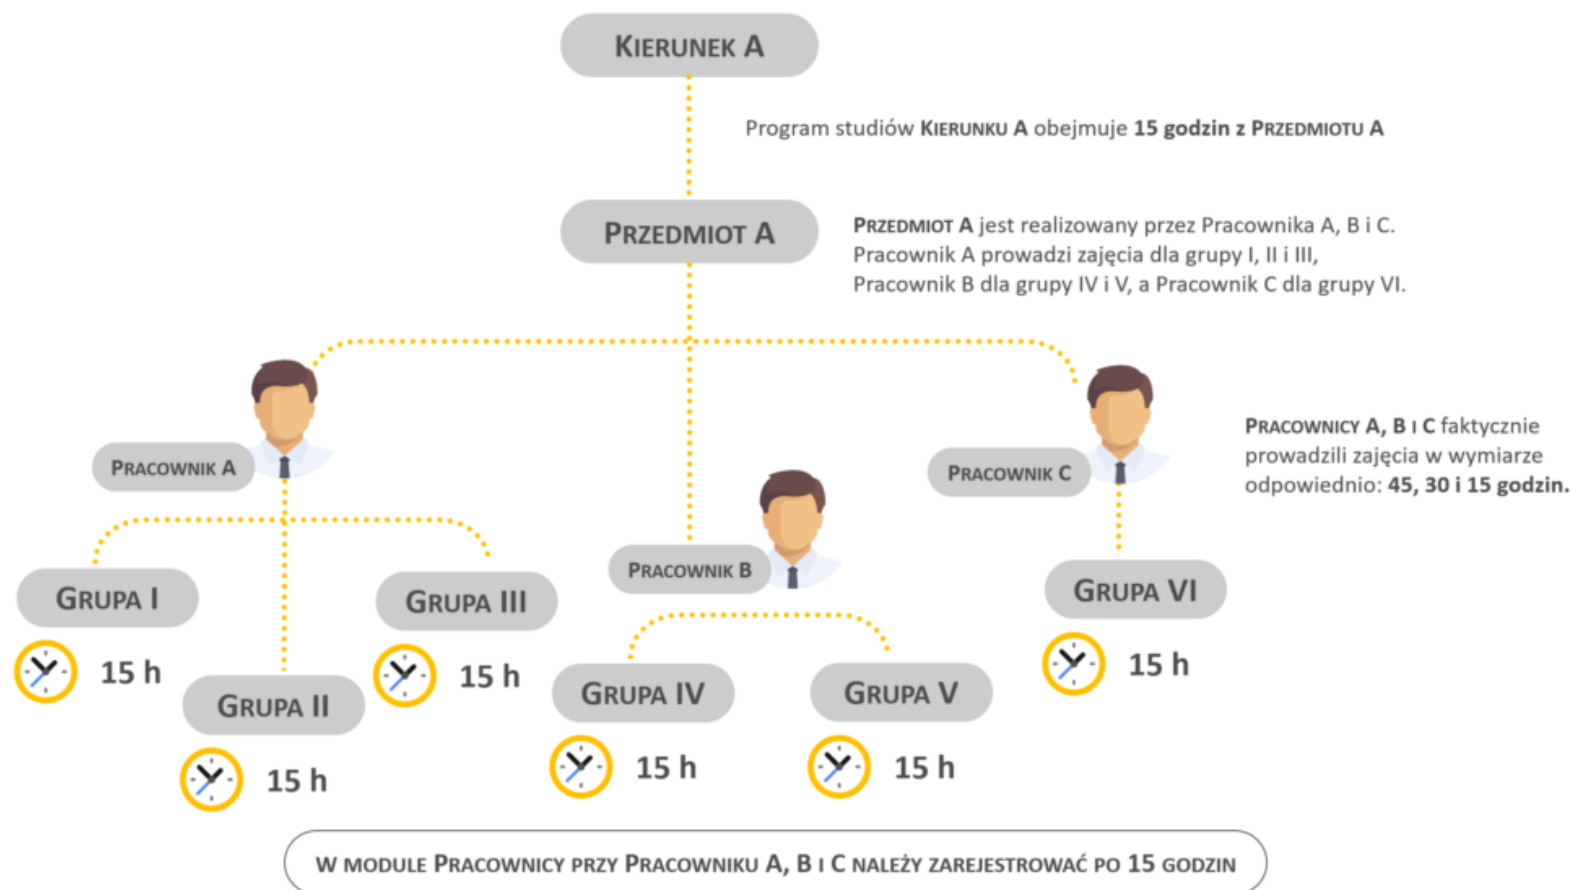 KIERUNEK A
Program studiów KIERUNKU A obejmuje 15 godzin z PRZEDMIOTU A
PRZEDMIOT A
PRZEDMIOT A jest realizowany przez Pracownika A, B i C.
Pracownik A prowadzi zajęcia dla grupy I, II i III,
Pracownik B dla grupy IV i V, a Pracownik C dla grupy VI.
PRACOWNIK A
PRACOWNIK C
PRACOWNICY A, B I C faktycznie
prowadzili zajęcia w wymiarze
odpowiednio: 45, 30 i 15 godzin.
PRACOWNIK B
GRUPA I
15 h
GRUPA II
15 h
GRUPA III
15 h
GRUPA IV
15 h
GRUPA V
15 h
GRUPA VI
15 h
W MODULE PRACOWNICY PRZY PRACOWNIKU A, B I C NALEŻY ZAREJESTROWAĆ PO 15 GODZIN